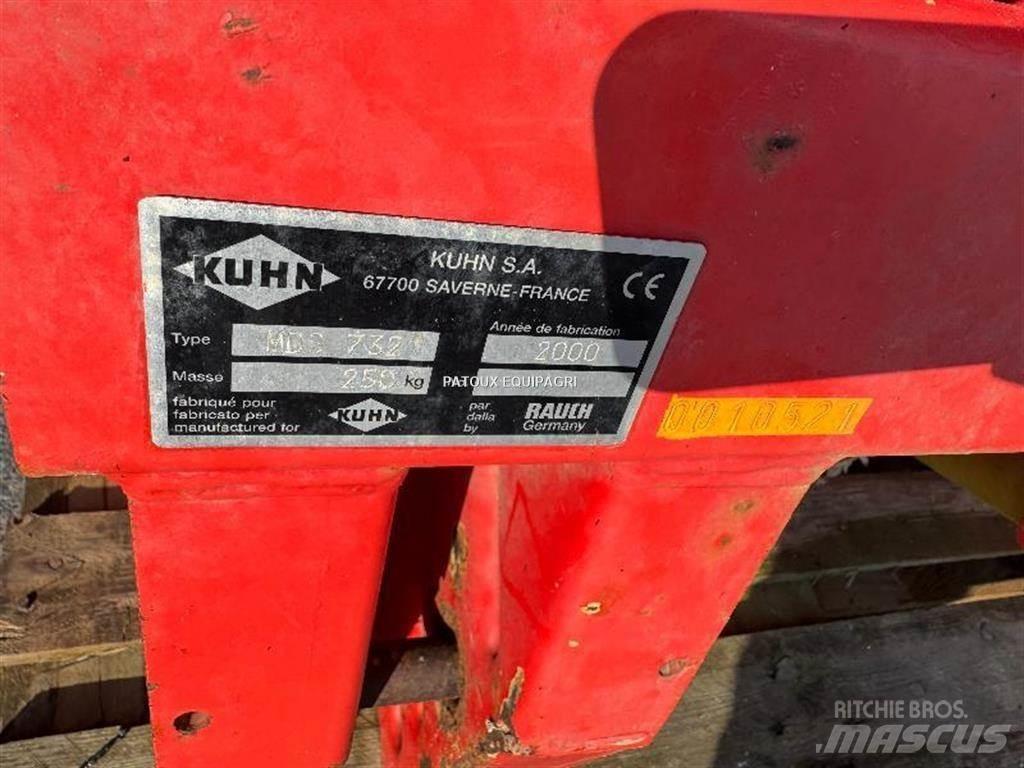 KUHN
KUHN S.A.
67700 SAVERNE-FRANCE
CE
Type MDS 732
Année de fabrication
2000
Masse 250 kg
PATOUX EQUIPAGRI
fabriqué pour
fabricato per
manufactured for
KUHN
par
dalla
by
RAUCH
Germany
0010521
RITCHIE BROS.
MASCUS